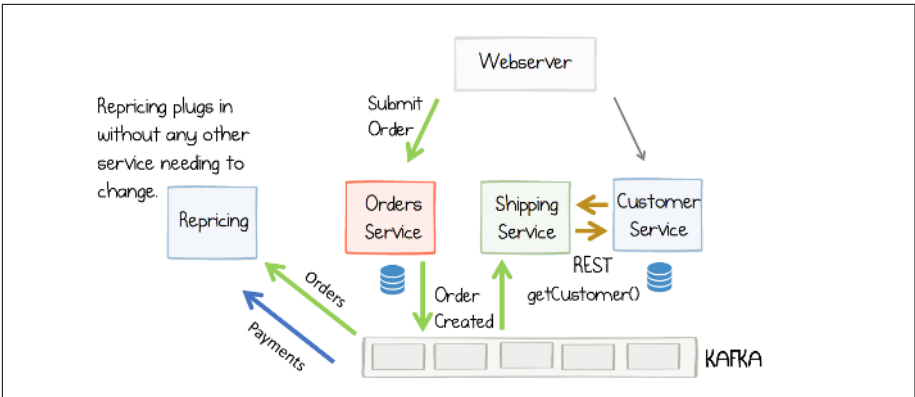 Webserver
Submit
Order
Repricing plugs in
without any other
service needing to
change.
Repricing
Orders
Service
Shipping
Service
Customer
Service
REST
getCustomer()
Orders
Payments
Order
Created
KAFKA